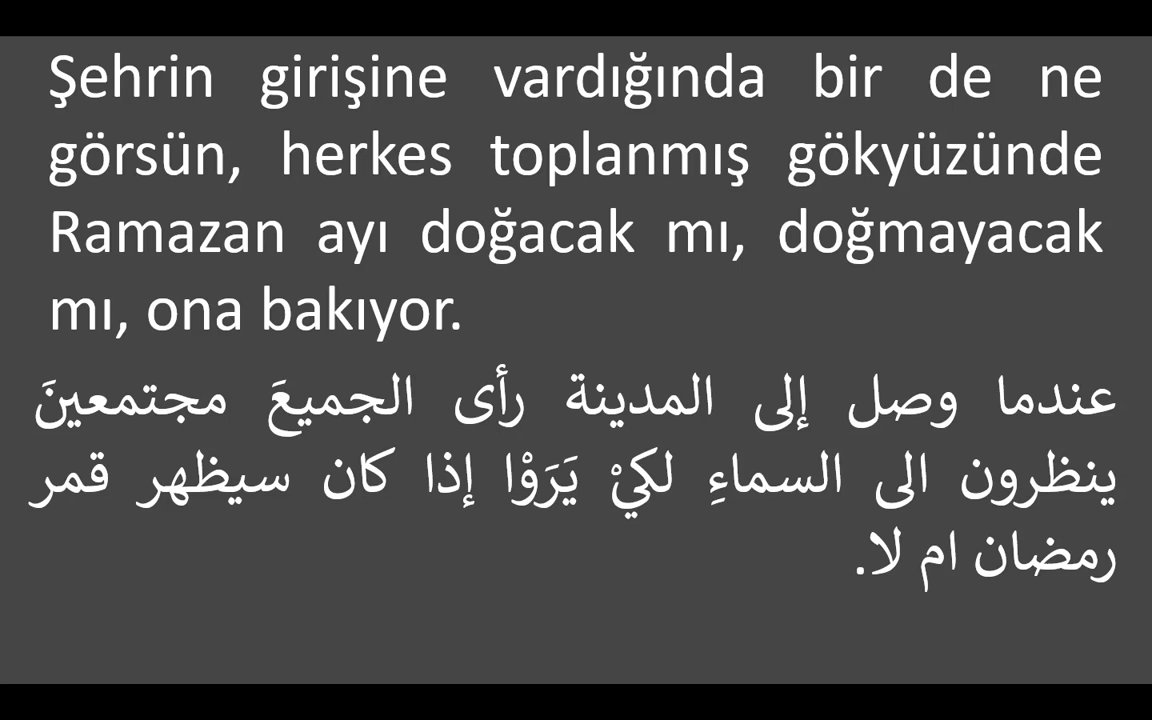 Şehrin girişine vardığında bir de ne
görsün, herkes toplanmış gökyüzünde
Ramazan ayı doğacak mı, doğmayacak
mı, ona bakıyor.
عندما وصل إلى المدينة رأى الجميعَ مجتمعينَ
ينظرون الى السماءِ لكيْ يَرَوْا إذا كان سيظهر قمر
رمضان ام لا.